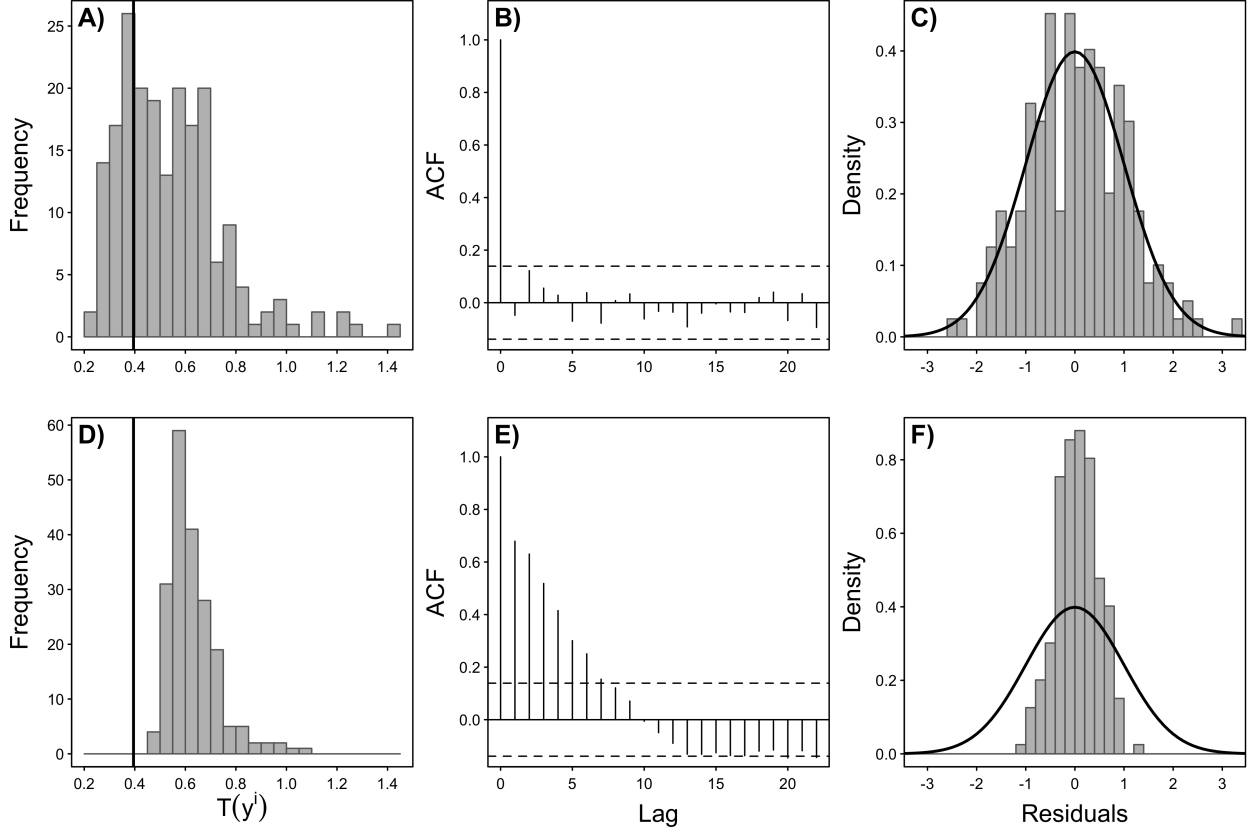 A)
B)
C)
Frequency
25
20
15
10
5
0
0.2 0.4 0.6 0.8 1.0 1.2 1.4
ACF
1.0
0.8
0.6
0.4
0.2
0.0
0 5 10 15 20
Density
0.4
0.3
0.2
0.1
0.0
-3 -2 -1 0 1 2 3
D)
E)
F)
Frequency
60
50
40
30
20
10
0
0.2 0.4 0.6 0.8 1.0 1.2 1.4
T(yⁱ)
ACF
1.0
0.8
0.6
0.4
0.2
0.0
0 5 10 15 20
Lag
Density
0.8
0.6
0.4
0.2
0.0
-3 -2 -1 0 1 2 3
Residuals